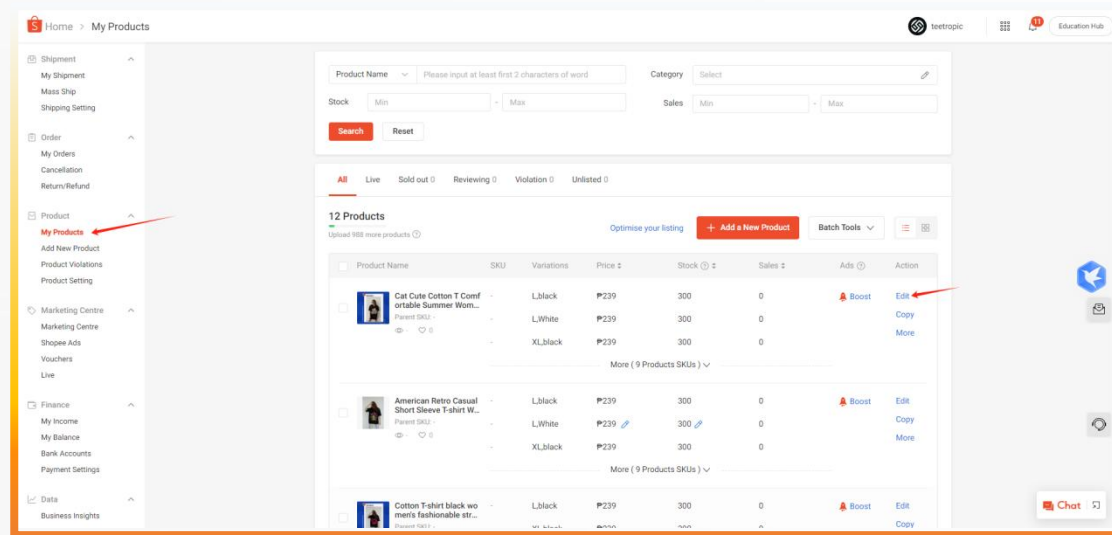 Home > My Products
teetropic
11
Education Hub
Shipment
My Shipment
Mass Ship
Shipping Setting
Order
My Orders
Cancellation
Return/Refund
Product
My Products
Add New Product
Product Violations
Product Setting
Marketing Centre
Marketing Centre
Shopee Ads
Vouchers
Live
Finance
My Income
My Balance
Bank Accounts
Payment Settings
Data
Business Insights
Product Name Please input at least first 2 characters of word Category Select
Stock Min - Max Sales Min - Max
Search Reset
All Live Sold out 0 Reviewing 0 Violation 0 Unlisted 0
12 Products
Upload 988 more products
Optimise your listing + Add a New Product Batch Tools
Product Name SKU Variations Price Stock Sales Ads Action
Cat Cute Cotton T Comf
ortable Summer Wom...
Parent SKU: -
- 0
- L,black ₱239 300 0 Boost Edit
- L,White ₱239 300 0 Copy
- XL,black ₱239 300 0 More
More ( 9 Products SKUs )
American Retro Casual
Short Sleeve T-shirt W...
Parent SKU: -
- 0
- L,black ₱239 300 0 Boost Edit
- L,White ₱239 300 0 Copy
- XL,black ₱239 300 0 More
More ( 9 Products SKUs )
Cotton T-shirt black wo
men's fashionable str...
Parent SKU: -
- L,black ₱239 300 0 Boost Edit
Copy
Chat